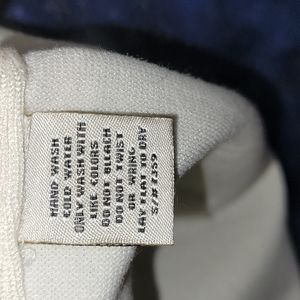 HAND WASH
COLD WATER
ONLY WASH WITH
LIKE COLORS
DO NOT BLEACH
DO NOT TWIST
OR WRING
LAY FLAT TO DRY
S/# 7359